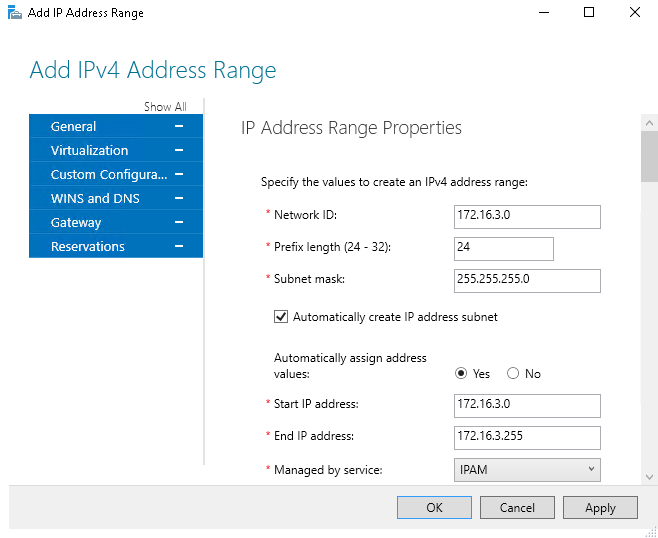 Add IP Address Range
Add IPv4 Address Range
Show All
General
Virtualization
Custom Configura...
WINS and DNS
Gateway
Reservations
IP Address Range Properties
Specify the values to create an IPv4 address range:
* Network ID: 172.16.3.0
* Prefix length (24 - 32): 24
* Subnet mask: 255.255.255.0
Automatically create IP address subnet
Automatically assign address
values: Yes No
* Start IP address: 172.16.3.0
* End IP address: 172.16.3.255
* Managed by service: IPAM
OK Cancel Apply